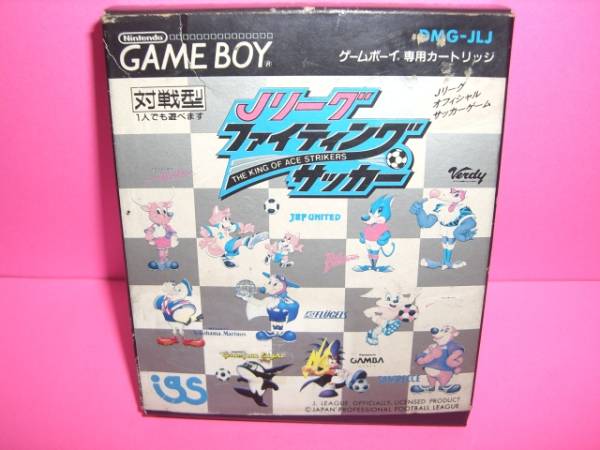 Nintendo
GAME BOY®
DMG-JLJ
ゲームボーイ専用カートリッジ
対戦型
1人でも遊べます
Jリーグ
オフィシャル
サッカーゲーム
Jリーグ
ファイティング
サッカー
THE KING OF ACE STRIKERS
Verdy
JEF UNITED
Yokohama Marinos
FLÜGELS
GAMBA
SANFRECCE
igs
J. LEAGUE OFFICIALLY LICENSED PRODUCT
© JAPAN PROFESSIONAL FOOTBALL LEAGUE